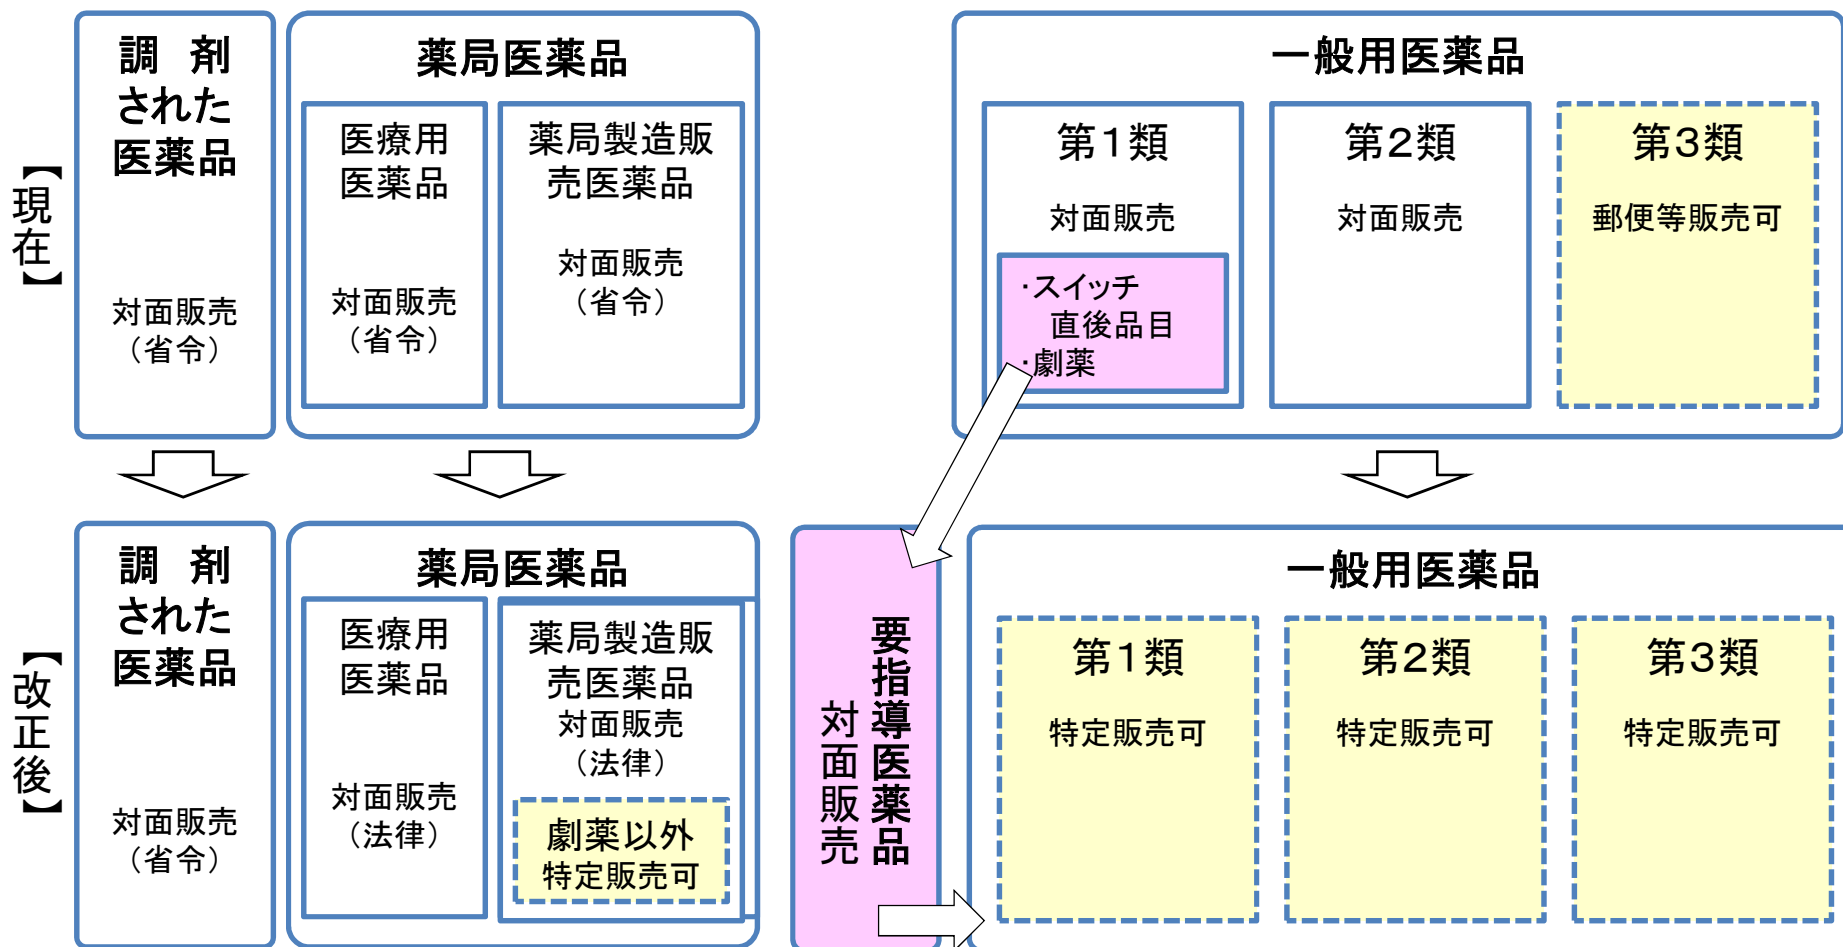 【現在】
調 剤
された
医薬品
対面販売
（省令）
薬局医薬品
医療用
医薬品
対面販売
（省令）
薬局製造販
売医薬品
対面販売
（省令）
一般用医薬品
第１類
対面販売
・スイッチ
直後品目
・劇薬
第２類
対面販売
第３類
郵便等販売可
【改正後】
調 剤
された
医薬品
対面販売
（省令）
薬局医薬品
医療用
医薬品
対面販売
（法律）
薬局製造販
売医薬品
対面販売
（法律）
劇薬以外
特定販売可
要指導医薬品
対面販売
一般用医薬品
第１類
特定販売可
第２類
特定販売可
第３類
特定販売可